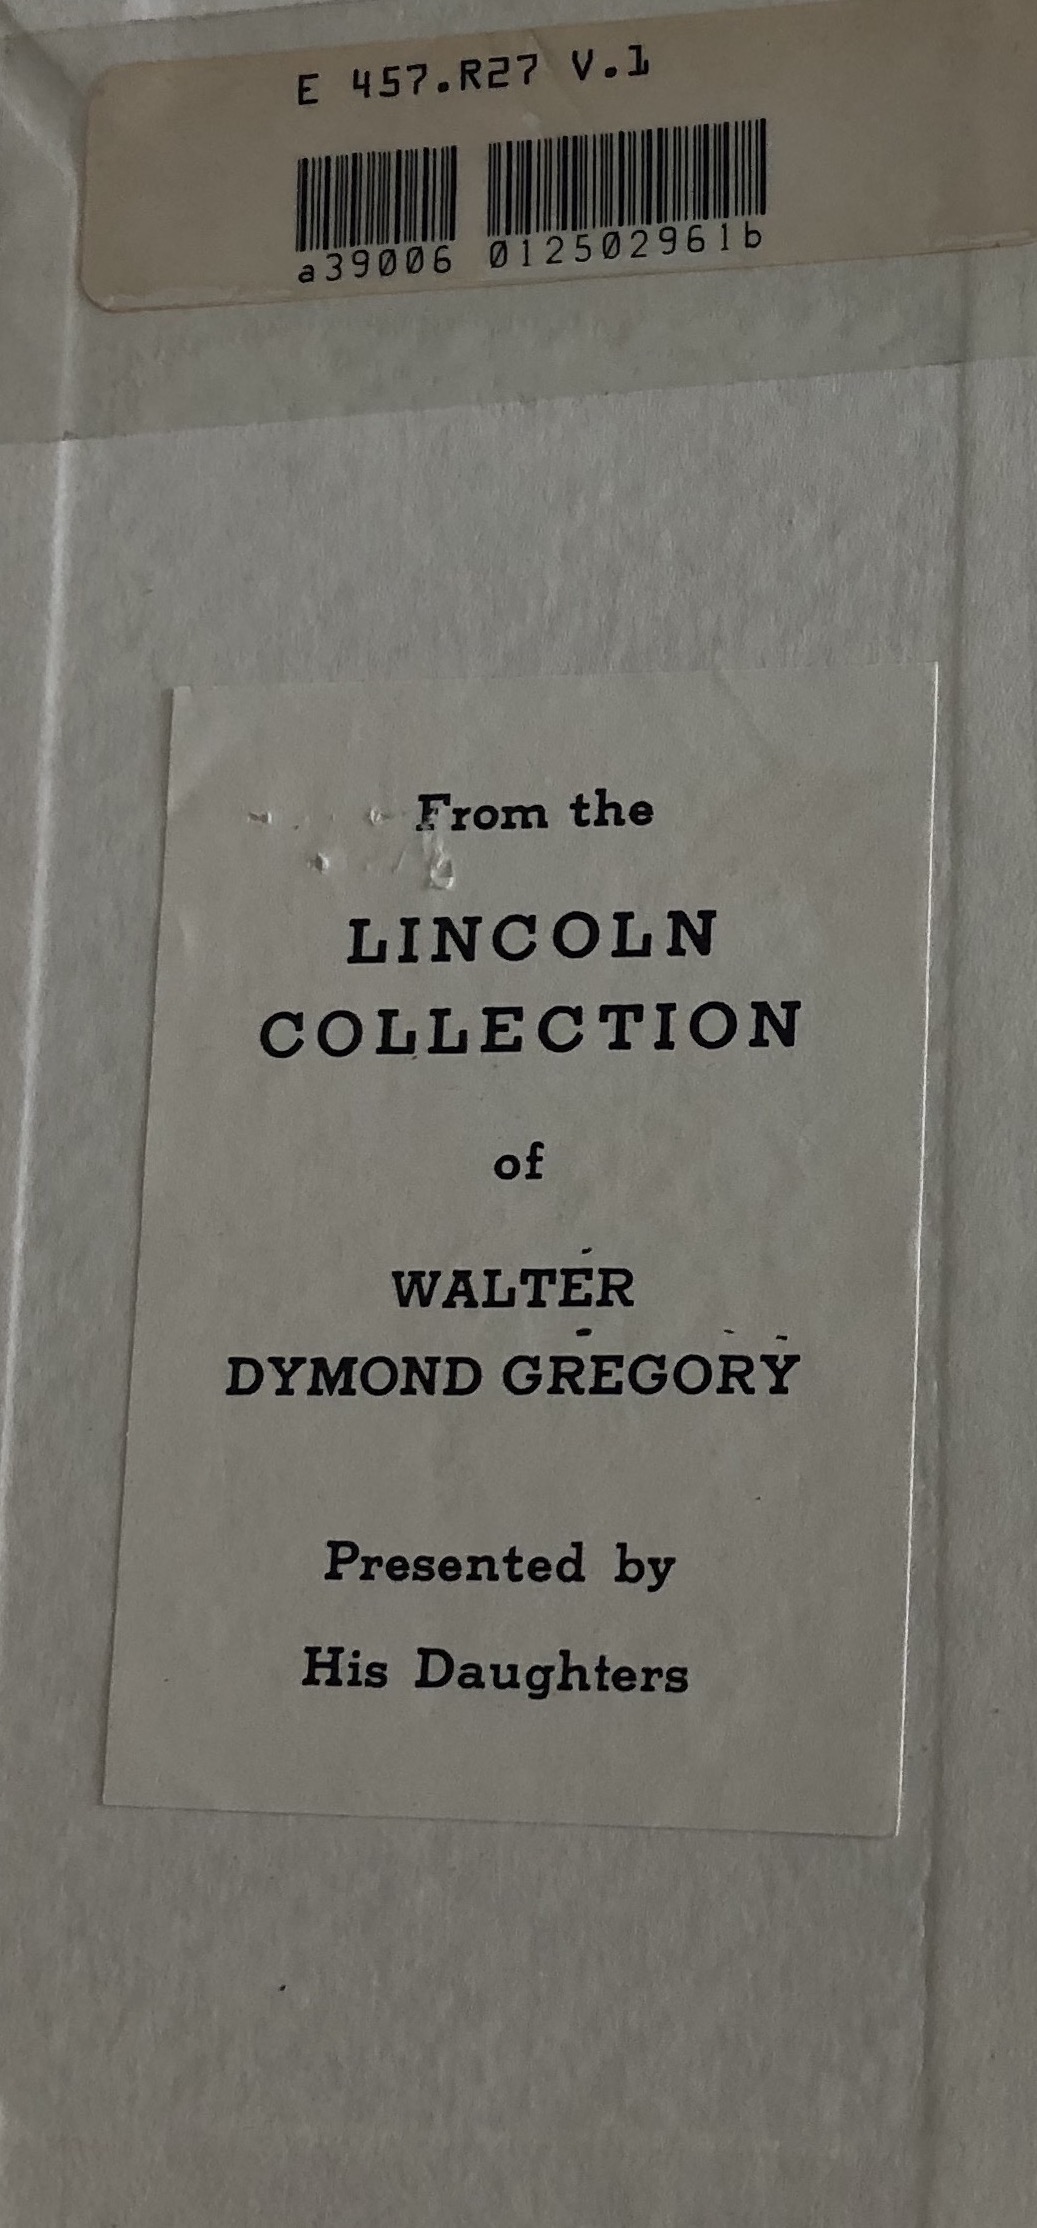 E 457.R27 V.1
a39006 012502961b
From the
LINCOLN
COLLECTION
of
WALTER
DYMOND GREGORY
Presented by
His Daughters